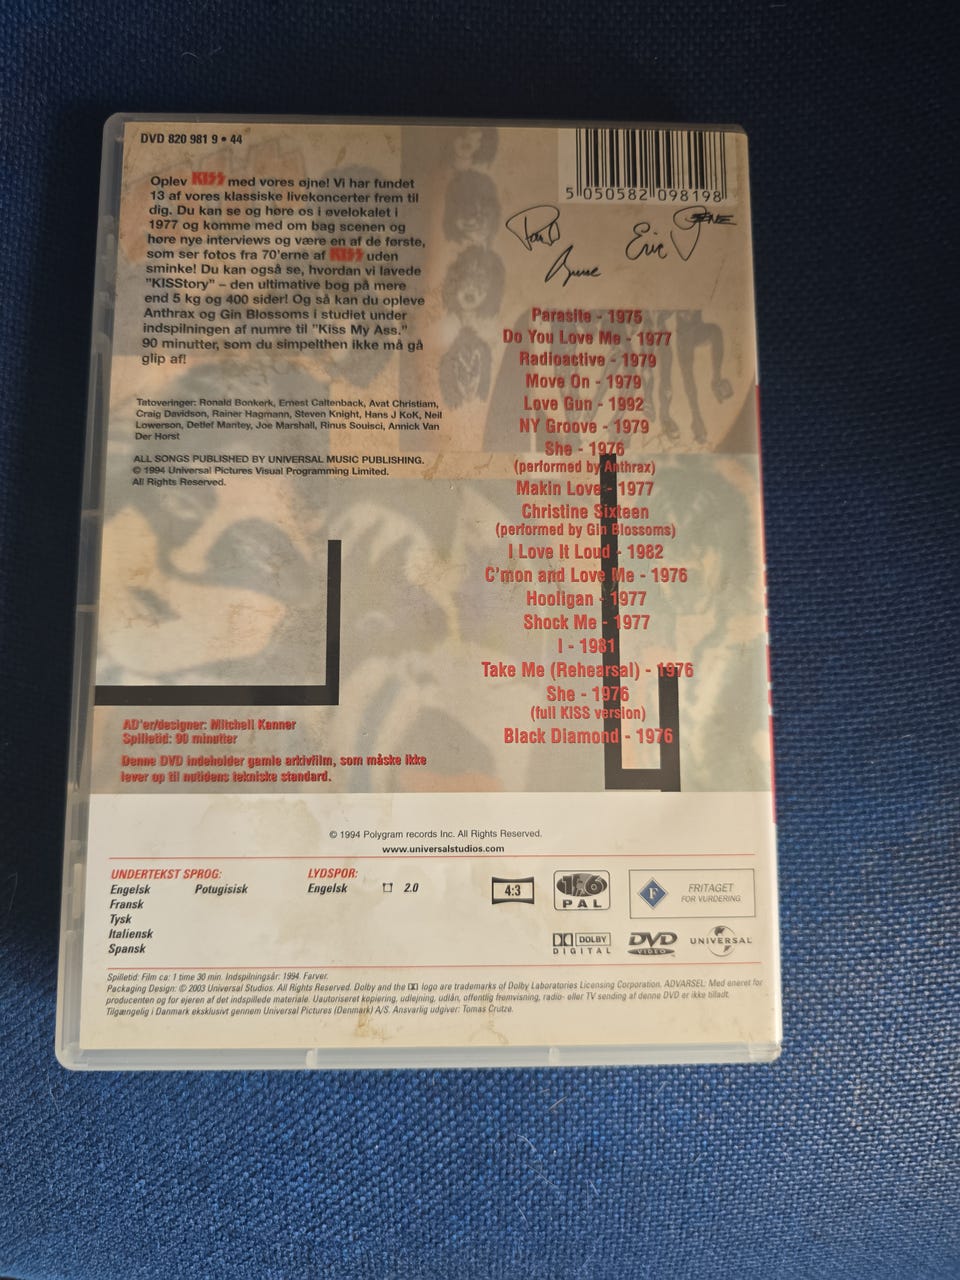 DVD 820 981 9 • 44
5 050582 098198
Oplev KISS med vores øjne! Vi har fundet
13 af vores klassiske livekoncerter frem til
dig. Du kan se og høre os i øvelokalet i
1977 og komme med om bag scenen og
høre nye interviews og være en af de første,
som ser fotos fra 70'erne af KISS uden
sminke! Du kan også se, hvordan vi lavede
"KISStory" – den ultimative bog på mere
end 5 kg og 400 sider! Og så kan du opleve
Anthrax og Gin Blossoms i studiet under
indspilningen af numre til "Kiss My Ass."
90 minutter, som du simpelthen ikke må gå
glip af!
Tatoveringer: Ronald Bonkerk, Ernest Caltenback, Avat Christiam,
Craig Davidson, Rainer Hagmann, Steven Knight, Hans J KoK, Neil
Lowerson, Detlef Mantey, Joe Marshall, Rinus Souisci, Annick Van
Der Horst
ALL SONGS PUBLISHED BY UNIVERSAL MUSIC PUBLISHING.
© 1994 Universal Pictures Visual Programming Limited.
All Rights Reserved.
Paul
Eric
Gene
Bruce
Parasite - 1975
Do You Love Me - 1977
Radioactive - 1979
Move On - 1979
Love Gun - 1992
NY Groove - 1979
She - 1976
(performed by Anthrax)
Makin Love - 1977
Christine Sixteen
(performed by Gin Blossoms)
I Love It Loud - 1982
C'mon and Love Me - 1976
Hooligan - 1977
Shock Me - 1977
I - 1981
Take Me (Rehearsal) - 1976
She - 1976
(full KISS version)
Black Diamond - 1976
AD'er/designer: Mitchell Kanner
Spilletid: 90 minutter
Denne DVD indeholder gamle arkivfilm, som måske ikke
lever op til nutidens tekniske standard.
© 1994 Polygram records Inc. All Rights Reserved.
www.universalstudios.com
UNDERTEKST SPROG:
Engelsk Potugisisk
Fransk
Tysk
Italiensk
Spansk
LYDSPOR:
Engelsk 2.0
4:3
PAL
F
FRITAGET
FOR VURDERING
DOLBY
DIGITAL
DVD
VIDEO
UNIVERSAL
Spilletid: Film ca: 1 time 30 min. Indspilningsår: 1994. Farver.
Packaging Design: © 2003 Universal Studios. All Rights Reserved. Dolby and the DD logo are trademarks of Dolby Laboratories Licensing Corporation. ADVARSEL: Med eneret for
producenten og for ejeren af det indspillede materiale. Uautoriseret kopiering, udlejning, udlån, offentlig fremvisning, radio- eller TV sending af denne DVD er ikke tilladt.
Tilgængelig i Danmark eksklusivt gennem Universal Pictures (Denmark) A/S. Ansvarlig udgiver: Tomas Crutze.